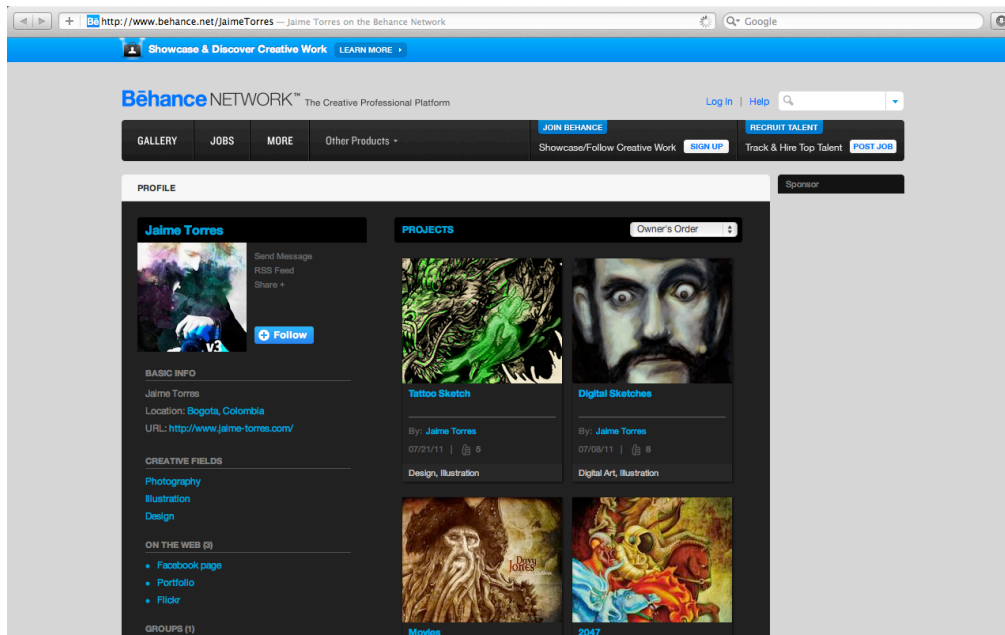 http://www.behance.net/JaimeTorres — Jaime Torres on the Behance Network
Google
Showcase & Discover Creative Work LEARN MORE
Bēhance NETWORK™ The Creative Professional Platform
Log In | Help
GALLERY JOBS MORE Other Products
JOIN BEHANCE
Showcase/Follow Creative Work SIGN UP
RECRUIT TALENT
Track & Hire Top Talent POST JOB
PROFILE
Sponsor
Jaime Torres
Send Message
RSS Feed
Share +
v3
Follow
BASIC INFO
Jaime Torres
Location: Bogota, Colombia
URL: http://www.jaime-torres.com/
CREATIVE FIELDS
Photography
Illustration
Design
ON THE WEB (3)
Facebook page
Portfolio
Flickr
GROUPS (1)
PROJECTS
Owner's Order
Tattoo Sketch
By: Jaime Torres
07/21/11 | 5
Design, Illustration
Digital Sketches
By: Jaime Torres
07/08/11 | 8
Digital Art, Illustration
Davy
Jones
Movies
2047